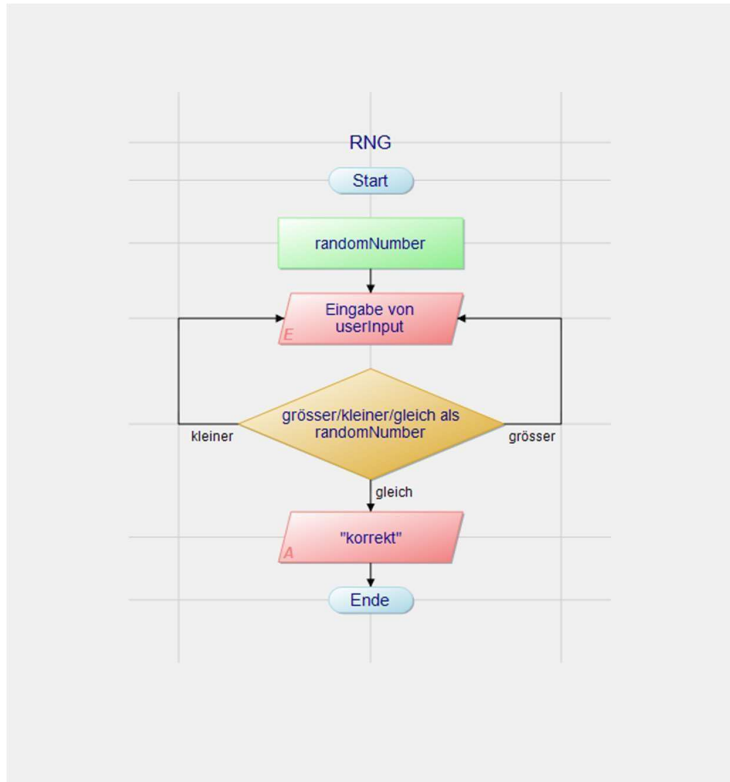 RNG
Start
randomNumber
Eingabe von
userInput
E
grösser/kleiner/gleich als
randomNumber
kleiner
grösser
gleich
"korrekt"
A
Ende